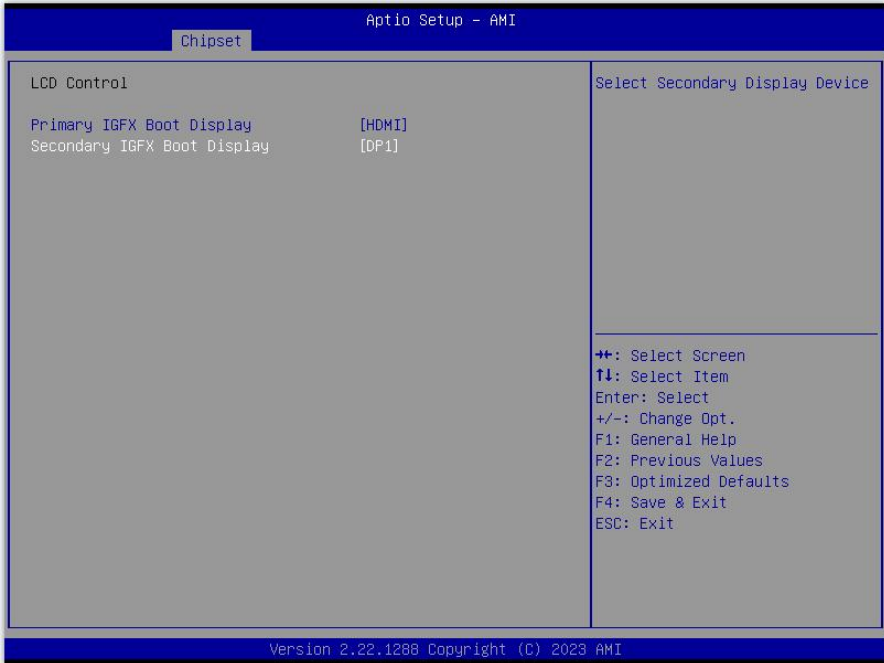 Aptio Setup - AMI
Chipset
LCD Control
Primary IGFX Boot Display [HDMI]
Secondary IGFX Boot Display [DP1]
Select Secondary Display Device
→←: Select Screen
↑↓: Select Item
Enter: Select
+/-: Change Opt.
F1: General Help
F2: Previous Values
F3: Optimized Defaults
F4: Save & Exit
ESC: Exit
Version 2.22.1288 Copyright (C) 2023 AMI